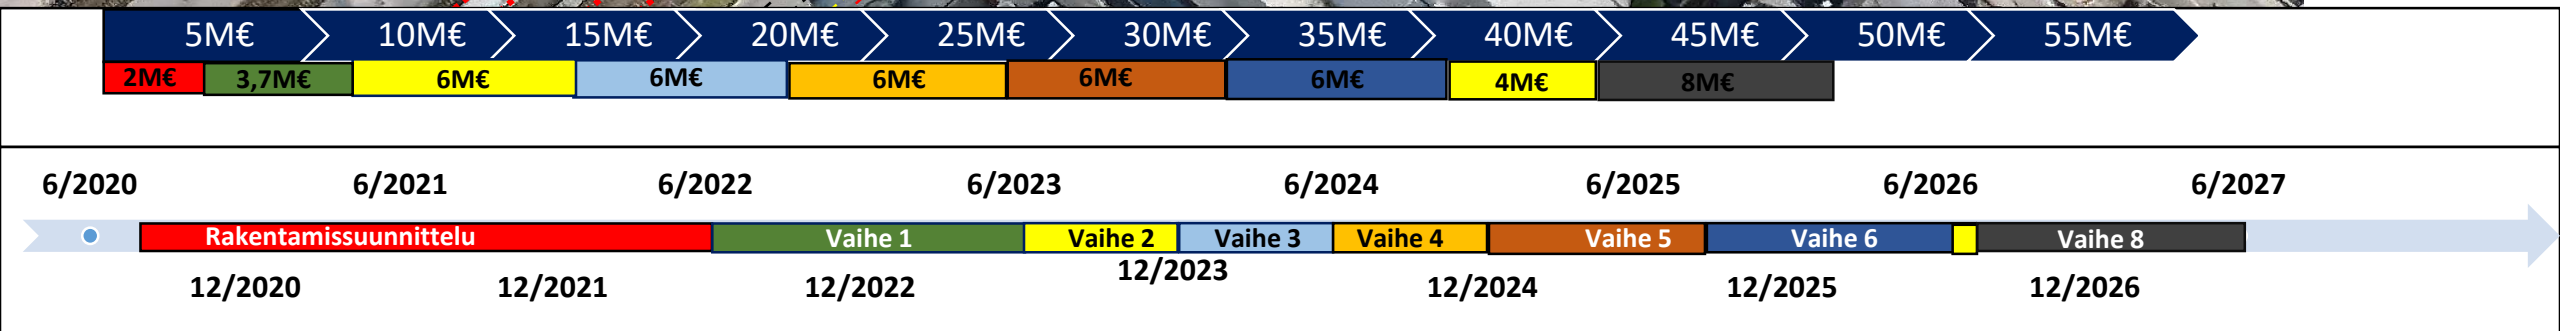 5M€ 10M€ 15M€ 20M€ 25M€ 30M€ 35M€ 40M€ 45M€ 50M€ 55M€
2M€ 3,7M€ 6M€ 6M€ 6M€ 6M€ 6M€ 4M€ 8M€
6/2020 6/2021 6/2022 6/2023 6/2024 6/2025 6/2026 6/2027
Rakentamissuunnittelu Vaihe 1 Vaihe 2 Vaihe 3 Vaihe 4 Vaihe 5 Vaihe 6 Vaihe 8
12/2020 12/2021 12/2022 12/2023 12/2024 12/2025 12/2026